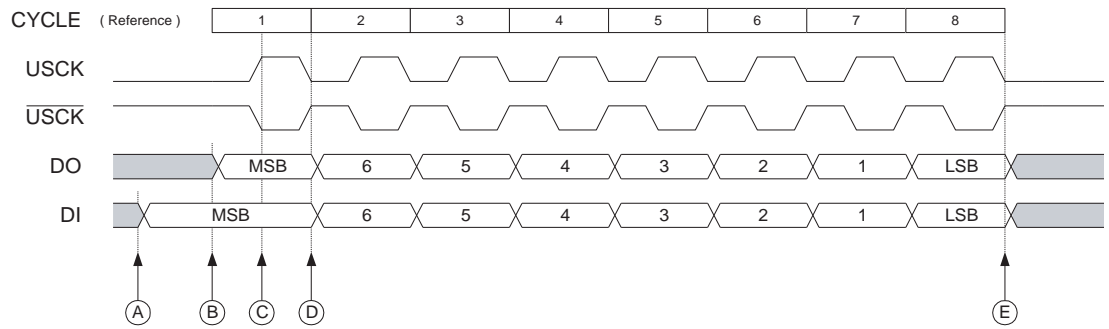 CYCLE ( Reference ) 1 2 3 4 5 6 7 8
USCK
USCK
DO MSB 6 5 4 3 2 1 LSB
DI MSB 6 5 4 3 2 1 LSB
A B C D E